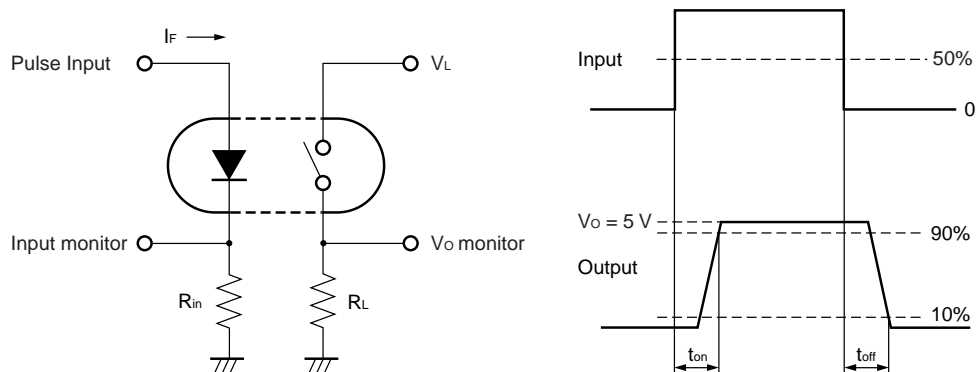 IF
Pulse Input
VL
Input monitor
VO monitor
Rin
RL
Input
50%
0
VO = 5 V
90%
Output
10%
ton
toff